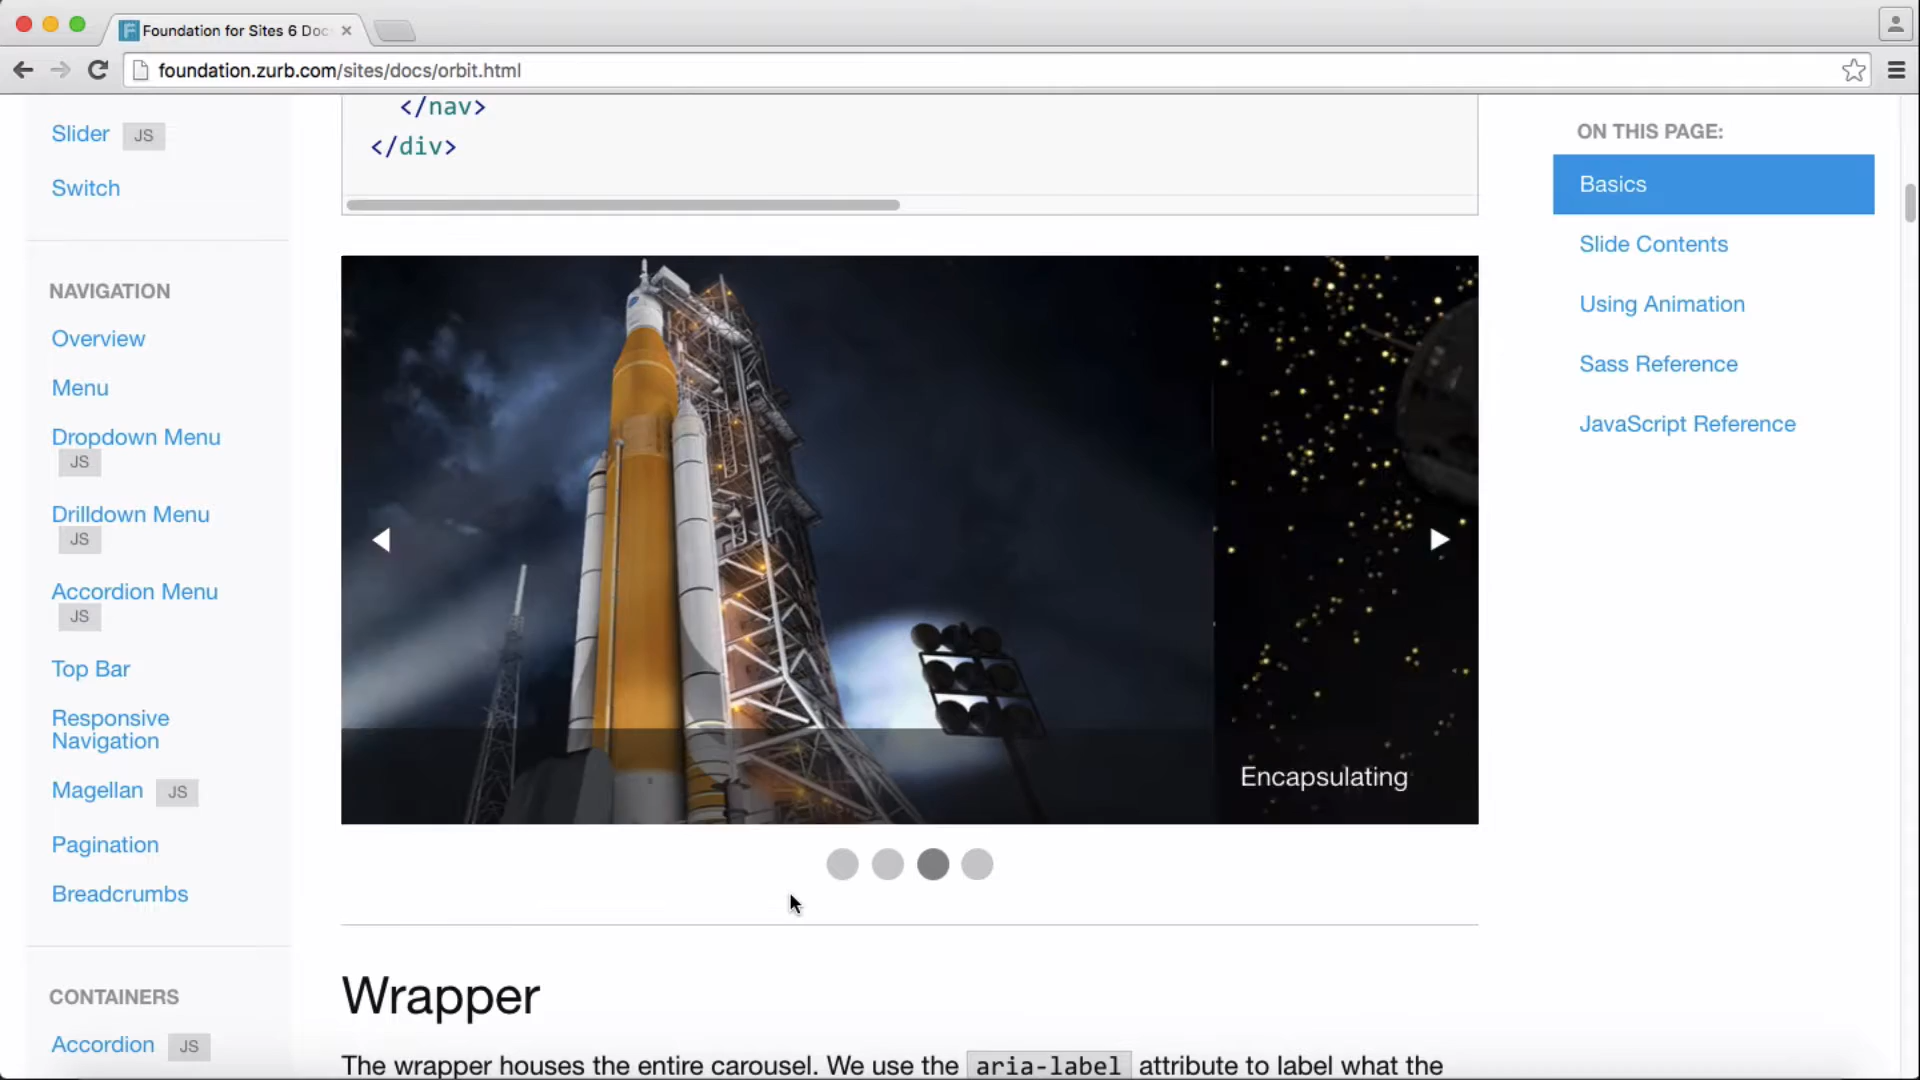 Foundation for Sites 6 Doc
foundation.zurb.com/sites/docs/orbit.html
Slider JS
Switch
NAVIGATION
Overview
Menu
Dropdown Menu
JS
Drilldown Menu
JS
Accordion Menu
JS
Top Bar
Responsive
Navigation
Magellan JS
Pagination
Breadcrumbs
CONTAINERS
Accordion JS
</nav>
</div>
Encapsulating
Wrapper
The wrapper houses the entire carousel. We use the aria-label attribute to label what the
ON THIS PAGE:
Basics
Slide Contents
Using Animation
Sass Reference
JavaScript Reference